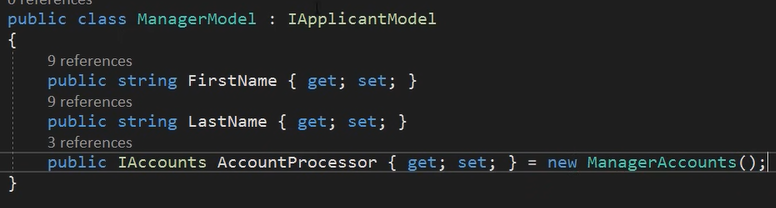 0 references
public class ManagerModel : IApplicantModel
{
9 references
public string FirstName { get; set; }
9 references
public string LastName { get; set; }
3 references
public IAccounts AccountProcessor { get; set; } = new ManagerAccounts();
}